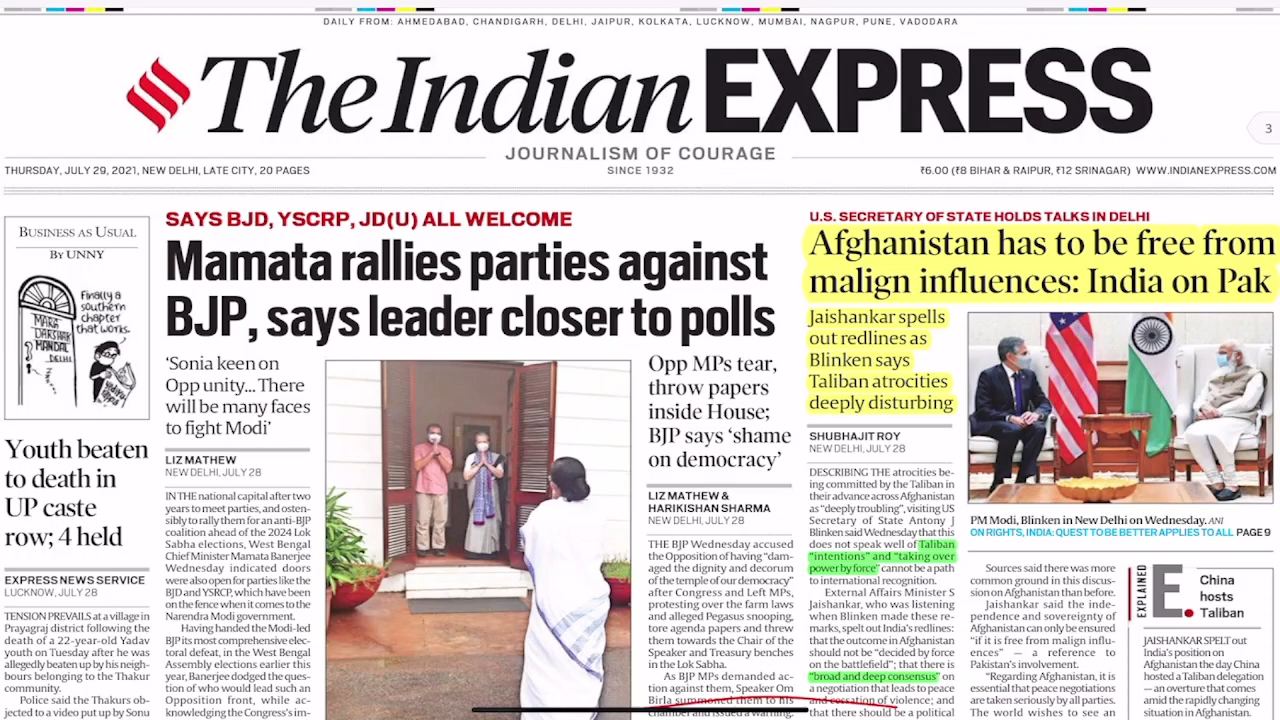 DAILY FROM: AHMEDABAD, CHANDIGARH, DELHI, JAIPUR, KOLKATA, LUCKNOW, MUMBAI, NAGPUR, PUNE, VADODARA
The Indian EXPRESS
JOURNALISM OF COURAGE
SINCE 1932
3
THURSDAY, JULY 29, 2021, NEW DELHI, LATE CITY, 20 PAGES
₹6.00 (₹8 BIHAR & RAIPUR, ₹12 SRINAGAR) WWW.INDIANEXPRESS.COM
BUSINESS AS USUAL
BY UNNY
Finally a
southern
chapter
that works.
MARG
DARSHAK
MANDAL
DELHI
Youth beaten
to death in
UP caste
row; 4 held
EXPRESS NEWS SERVICE
LUCKNOW, JULY 28
TENSION PREVAILS at a village in
Prayagraj district following the
death of a 22-year-old Yadav
youth on Tuesday after he was
allegedly beaten up by his neigh-
bours belonging to the Thakur
community.
Police said the Thakurs ob-
jected to a video put up by Sonu
SAYS BJD, YSCRP, JD(U) ALL WELCOME
Mamata rallies parties against
BJP, says leader closer to polls
‘Sonia keen on
Opp unity... There
will be many faces
to fight Modi’
LIZ MATHEW
NEW DELHI, JULY 28
IN THE national capital after two
years to meet parties, and osten-
sibly to rally them for an anti-BJP
coalition ahead of the 2024 Lok
Sabha elections, West Bengal
Chief Minister Mamata Banerjee
Wednesday indicated doors
were also open for parties like the
BJD and YSRCP, which have been
on the fence when it comes to the
Narendra Modi government.
Having handed the Modi-led
BJP its most comprehensive elec-
toral defeat, in the West Bengal
Assembly elections earlier this
year, Banerjee dodged the ques-
tion of who would lead such an
Opposition front, while ac-
knowledging the Congress's im-
Opp MPs tear,
throw papers
inside House;
BJP says ‘shame
on democracy’
LIZ MATHEW &
HARIKISHAN SHARMA
NEW DELHI, JULY 28
THE BJP Wednesday accused
the Opposition of having “dam-
aged the dignity and decorum
of the temple of our democracy”
after Congress and Left MPs,
protesting over the farm laws
and alleged Pegasus snooping,
tore agenda papers and threw
them towards the Chair of the
Speaker and Treasury benches
in the Lok Sabha.
As BJP MPs demanded ac-
tion against them, Speaker Om
Birla summoned them to his
chamber and issued a warning.
U.S. SECRETARY OF STATE HOLDS TALKS IN DELHI
Afghanistan has to be free from
malign influences: India on Pak
Jaishankar spells
out redlines as
Blinken says
Taliban atrocities
deeply disturbing
SHUBHAJIT ROY
NEW DELHI, JULY 28
DESCRIBING THE atrocities be-
ing committed by the Taliban in
their advance across Afghanistan
as “deeply troubling”, visiting US
Secretary of State Antony J
Blinken said Wednesday that this
does not speak well of Taliban
“intentions” and “taking over
power by force” cannot be a path
to international recognition.
External Affairs Minister S
Jaishankar, who was listening
when Blinken made these re-
marks, spelt out India's redlines:
that the outcome in Afghanistan
should not be “decided by force
on the battlefield”; that there is
“broad and deep consensus” on
a negotiation that leads to peace
and cessation of violence; and
that there should be a political
PM Modi, Blinken in New Delhi on Wednesday. ANI
ON RIGHTS, INDIA: QUEST TO BE BETTER APPLIES TO ALL PAGE 9
Sources said there was more
common ground in this discus-
sion on Afghanistan than before.
Jaishankar said the inde-
pendence and sovereignty of
Afghanistan can only be ensured
“if it is free from malign influ-
ences” — a reference to
Pakistan's involvement.
“Regarding Afghanistan, it is
essential that peace negotiations
are taken seriously by all parties.
The world wishes to see an
EXPLAINED
E.
China
hosts
Taliban
JAISHANKAR SPELT out
India's position on
Afghanistan the day China
hosted a Taliban delegation
— an overture that comes
amid the rapidly changing
situation in Afghanistan.